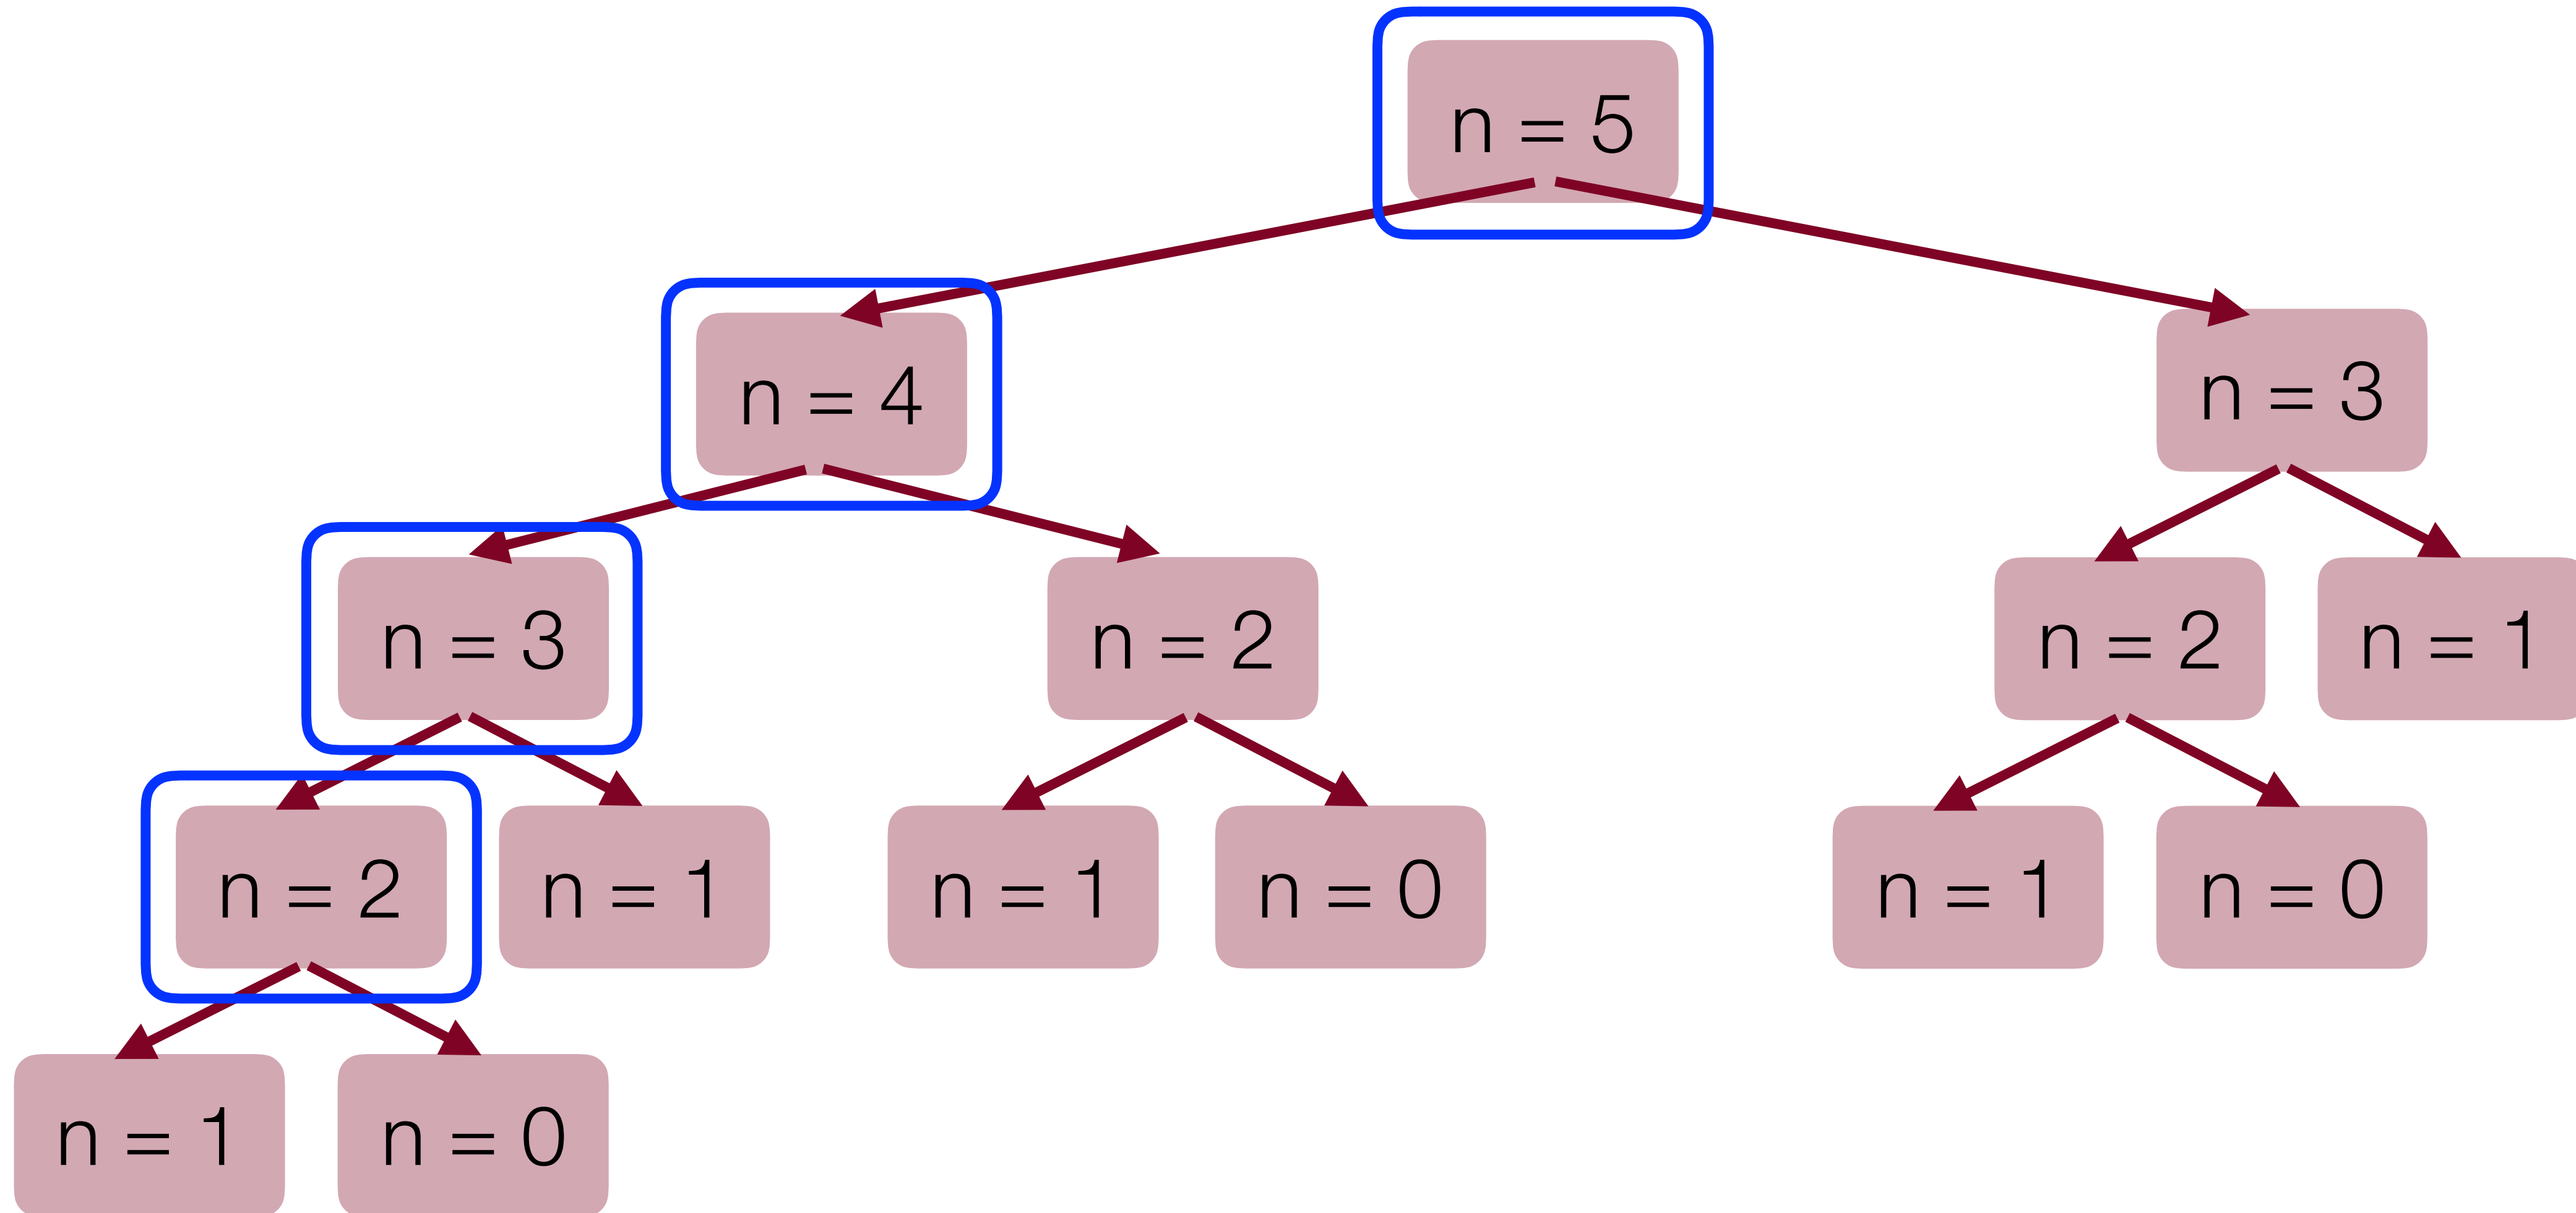 n = 5
n = 4
n = 3
n = 3
n = 2
n = 2
n = 1
n = 2
n = 1
n = 1
n = 0
n = 1
n = 0
n = 1
n = 0